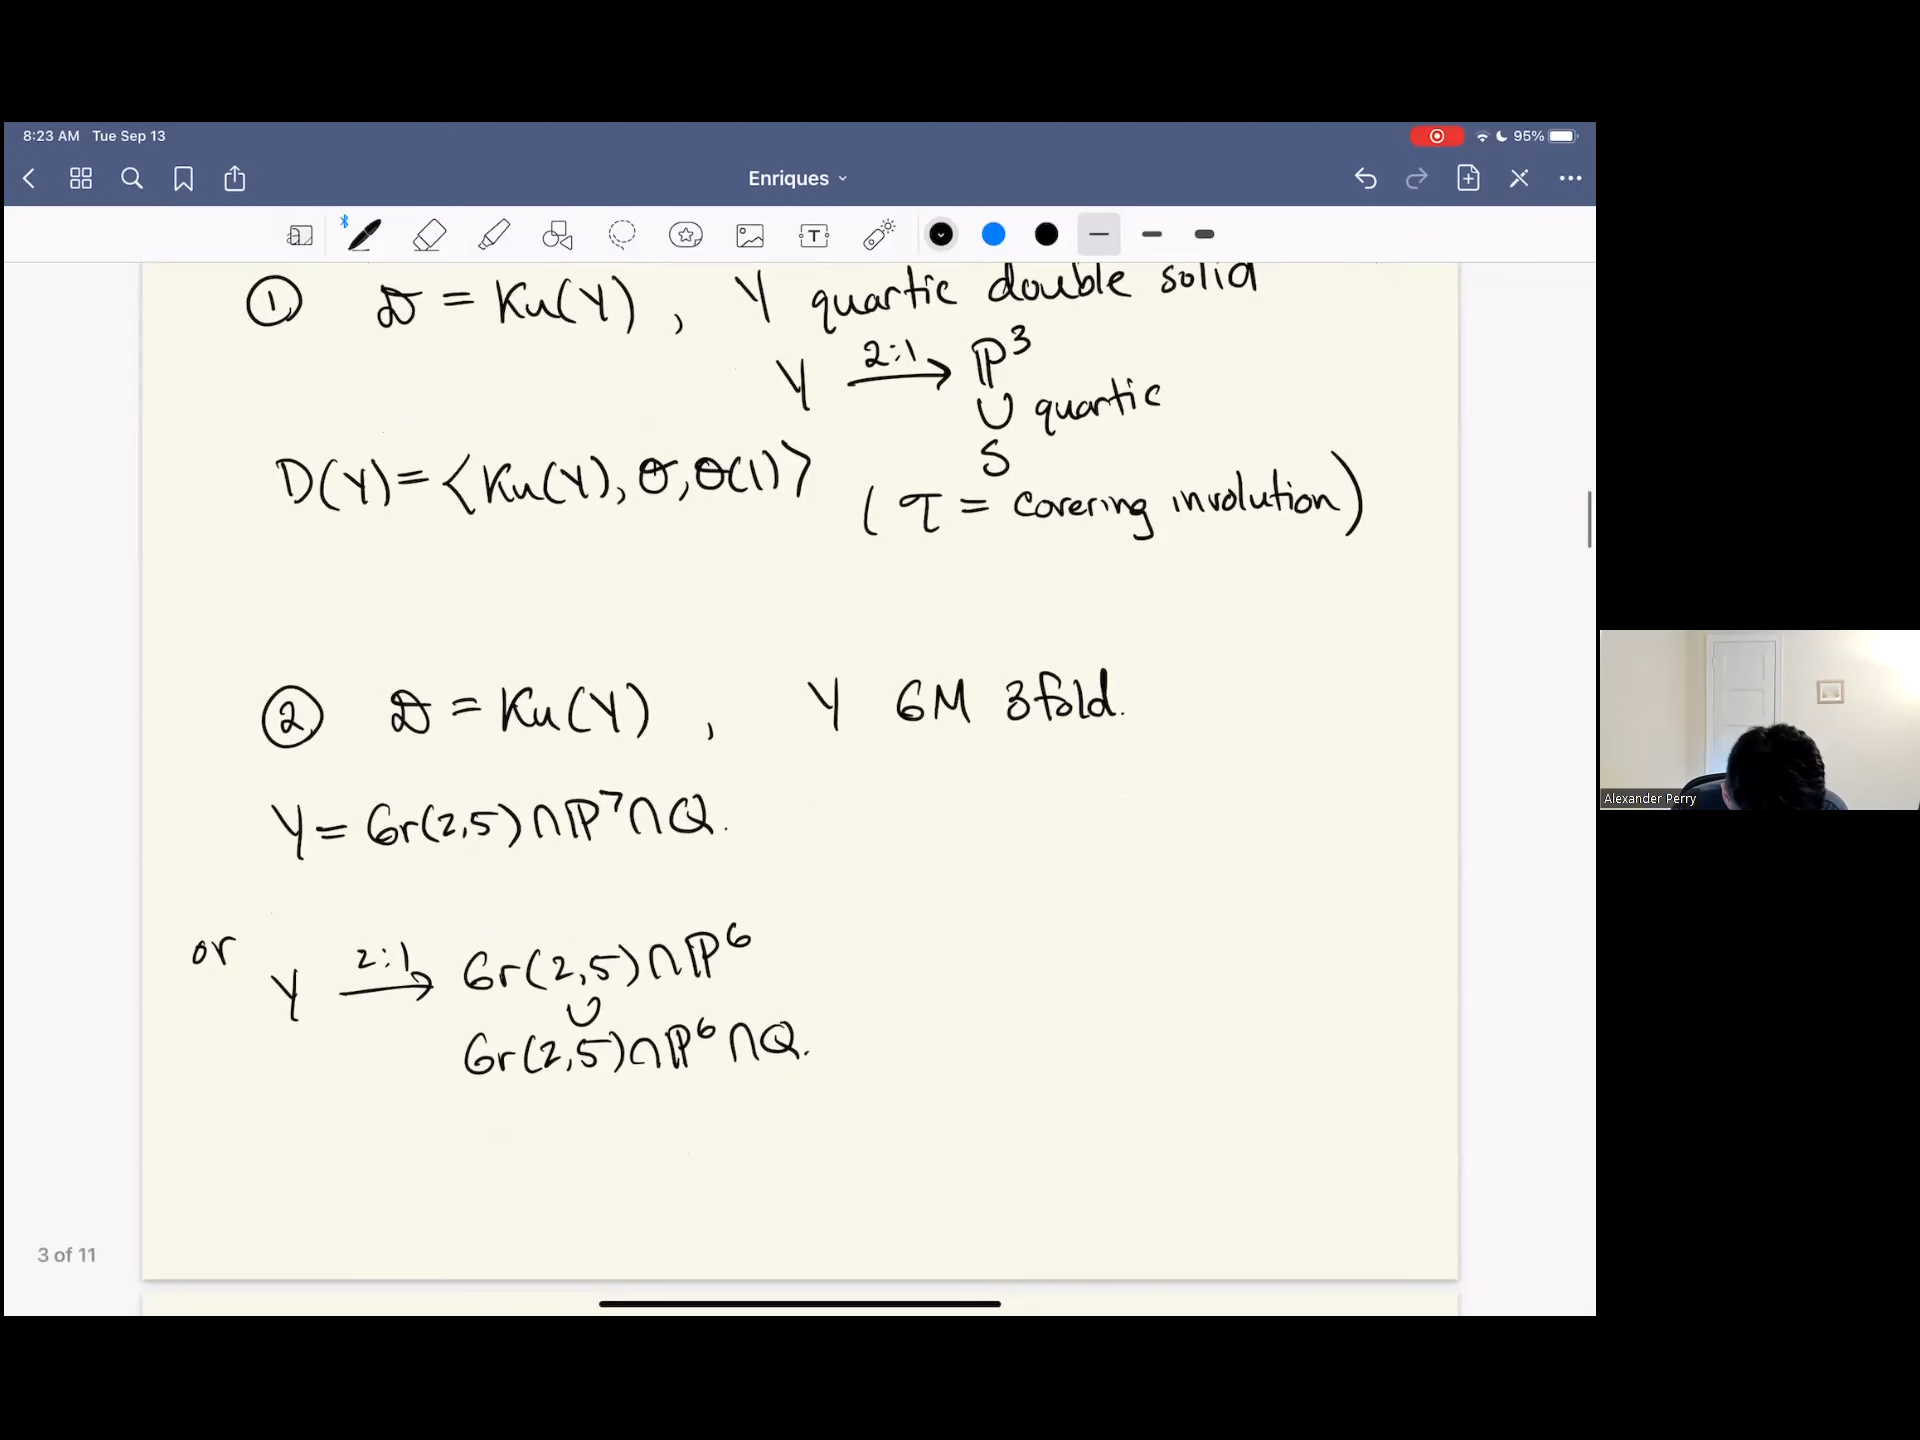 8:23 AM Tue Sep 13
95%
Enriques
① 𝒟 = Ku(Y), Y quartic double solid
Y 2:1→ ℙ³
∪ quartic
S
D(Y) = ⟨Ku(Y), 𝒪, 𝒪(1)⟩ (τ = covering involution)
② 𝒟 = Ku(Y), Y GM 3fold.
Y = Gr(2,5) ∩ ℙ⁷ ∩ Q.
or Y 2:1→ Gr(2,5) ∩ ℙ⁶
∪
Gr(2,5) ∩ ℙ⁶ ∩ Q.
3 of 11
Alexander Perry